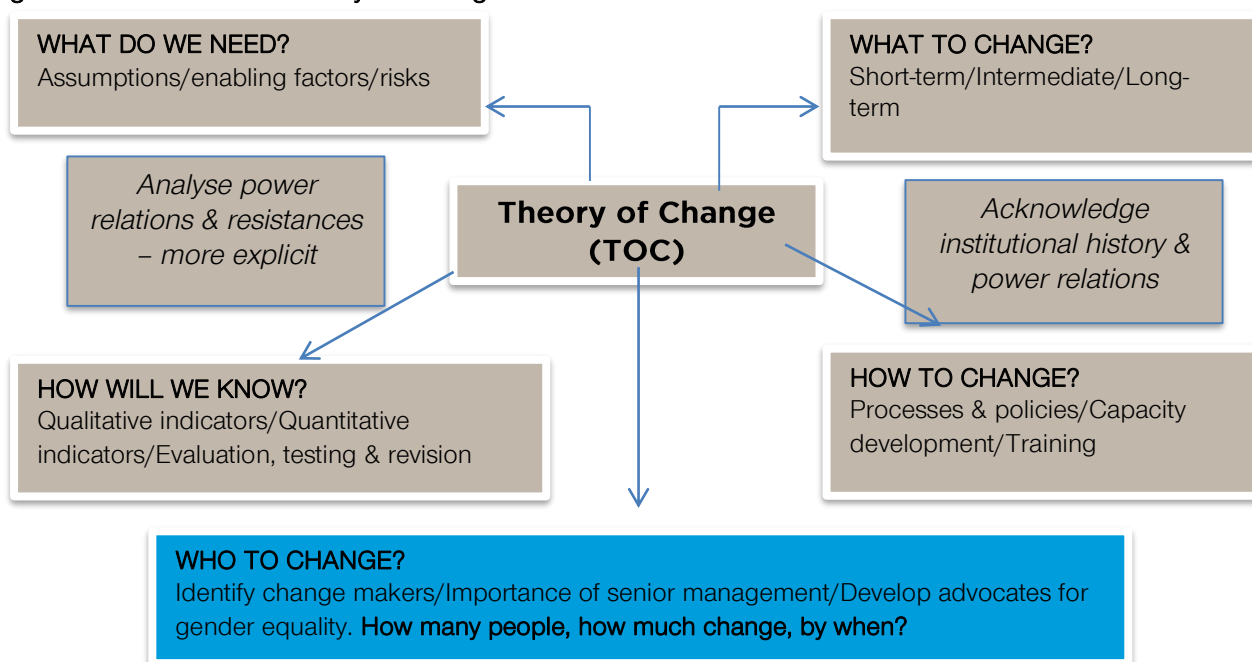 WHAT DO WE NEED?
Assumptions/enabling factors/risks
WHAT TO CHANGE?
Short-term/Intermediate/Long-
term
Analyse power
relations & resistances
– more explicit
Theory of Change
(TOC)
Acknowledge
institutional history &
power relations
HOW WILL WE KNOW?
Qualitative indicators/Quantitative
indicators/Evaluation, testing & revision
HOW TO CHANGE?
Processes & policies/Capacity
development/Training
WHO TO CHANGE?
Identify change makers/Importance of senior management/Develop advocates for
gender equality. How many people, how much change, by when?